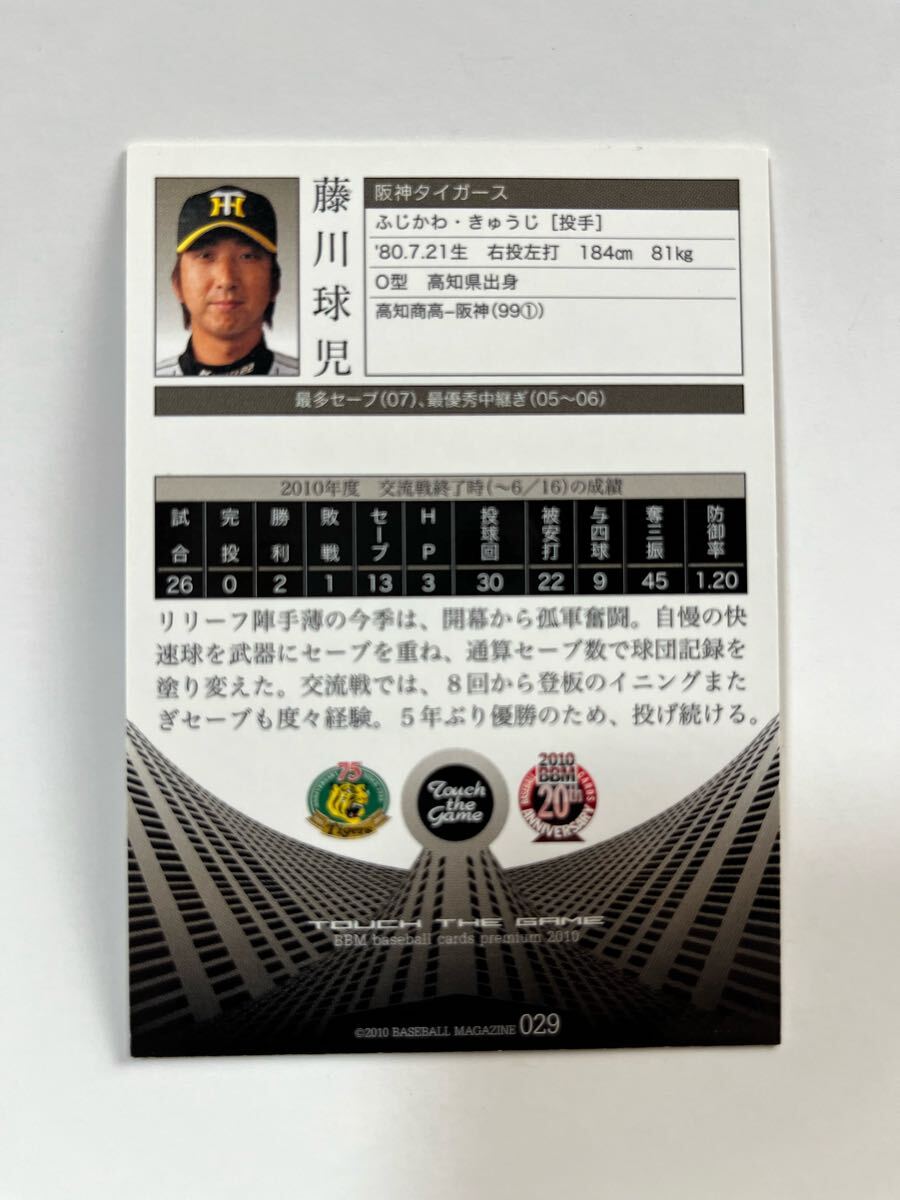 藤川球児
阪神タイガース
ふじかわ・きゅうじ［投手］
'80.7.21生　右投左打　184㎝　81㎏
O型　高知県出身
高知商高−阪神(99①)
最多セーブ(07)、最優秀中継ぎ(05〜06)
2010年度　交流戦終了時(〜6／16)の成績
試合 完投 勝利 敗戦 セーブ HP 投球回 被安打 与四球 奪三振 防御率
26 0 2 1 13 3 30 22 9 45 1.20
リリーフ陣手薄の今季は、開幕から孤軍奮闘。自慢の快
速球を武器にセーブを重ね、通算セーブ数で球団記録を
塗り変えた。交流戦では、８回から登板のイニングまた
ぎセーブも度々経験。５年ぶり優勝のため、投げ続ける。
75
Tigers
Touch
the
Game
2010
BBM
20th
BASEBALL CARDS
ANNIVERSARY
TOUCH THE GAME
BBM baseball cards premium 2010
©2010 BASEBALL MAGAZINE 029